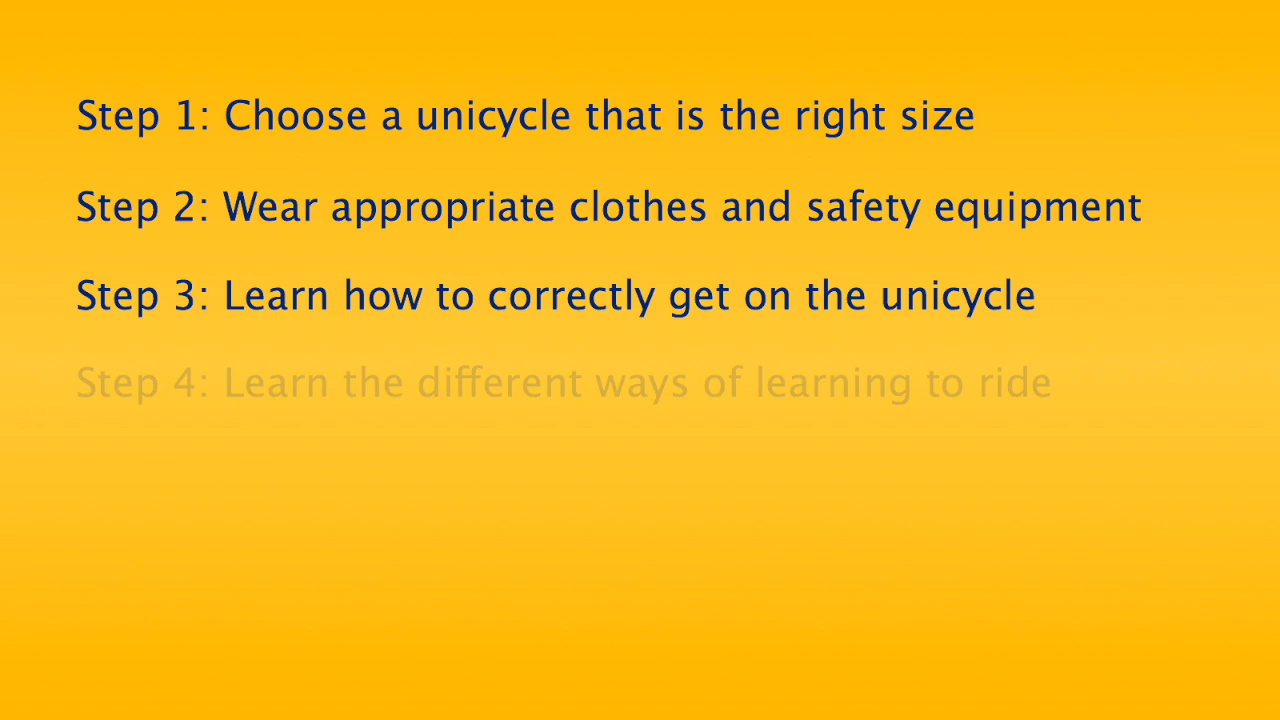 Step 1: Choose a unicycle that is the right size
Step 2: Wear appropriate clothes and safety equipment
Step 3: Learn how to correctly get on the unicycle
Step 4: Learn the different ways of learning to ride